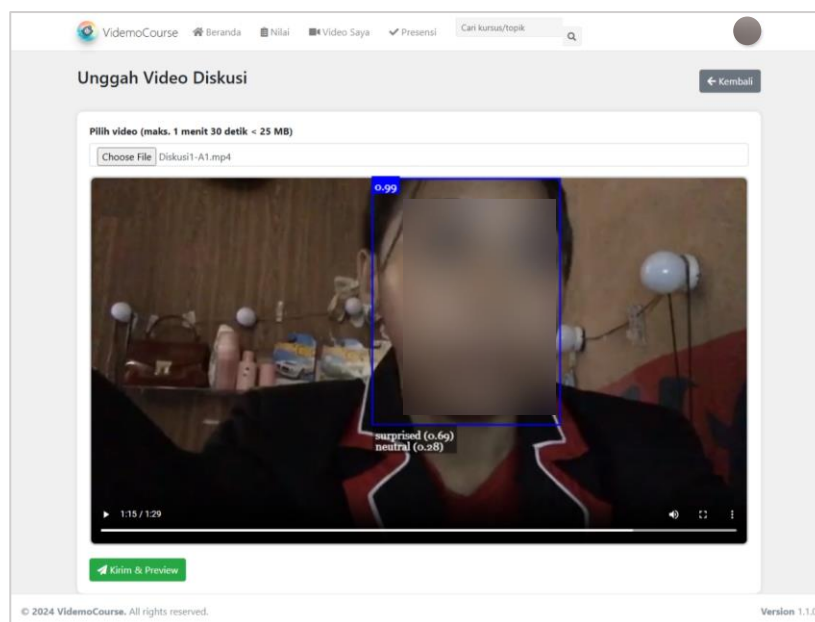 VidemoCourse Beranda Nilai Video Saya Presensi Cari kursus/topik
Unggah Video Diskusi
Kembali
Pilih video (maks. 1 menit 30 detik < 25 MB)
Choose File Diskusi1-A1.mp4
0.99
surprised (0.69)
neutral (0.28)
1:15 / 1:29
Kirim & Preview
© 2024 VidemoCourse. All rights reserved. Version 1.1.0